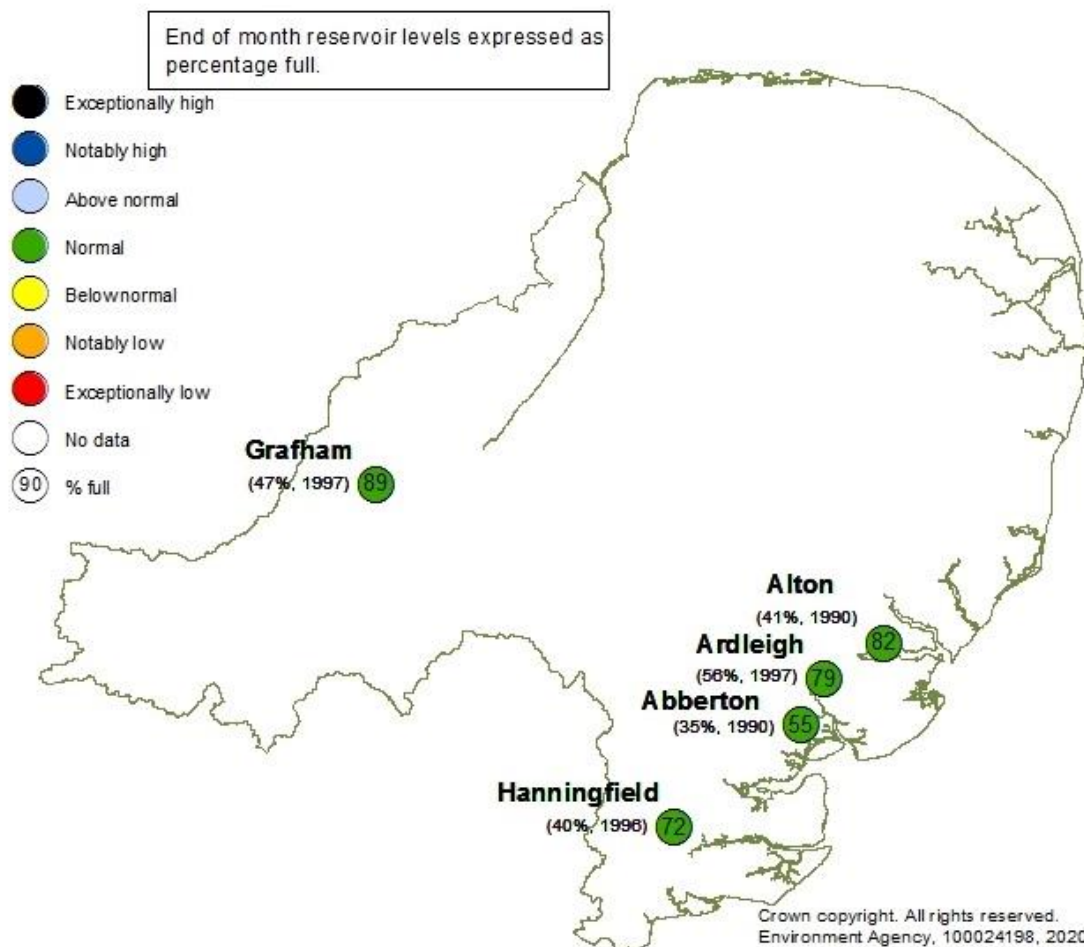 End of month reservoir levels expressed as
percentage full.
Exceptionally high
Notably high
Above normal
Normal
Below normal
Notably low
Exceptionally low
No data
90 % full
Grafham
(47%, 1997) 89
Alton
(41%, 1990) 82
Ardleigh
(56%, 1997) 79
Abberton
(35%, 1990) 55
Hanningfield
(40%, 1996) 72
Crown copyright. All rights reserved.
Environment Agency, 100024198, 2020